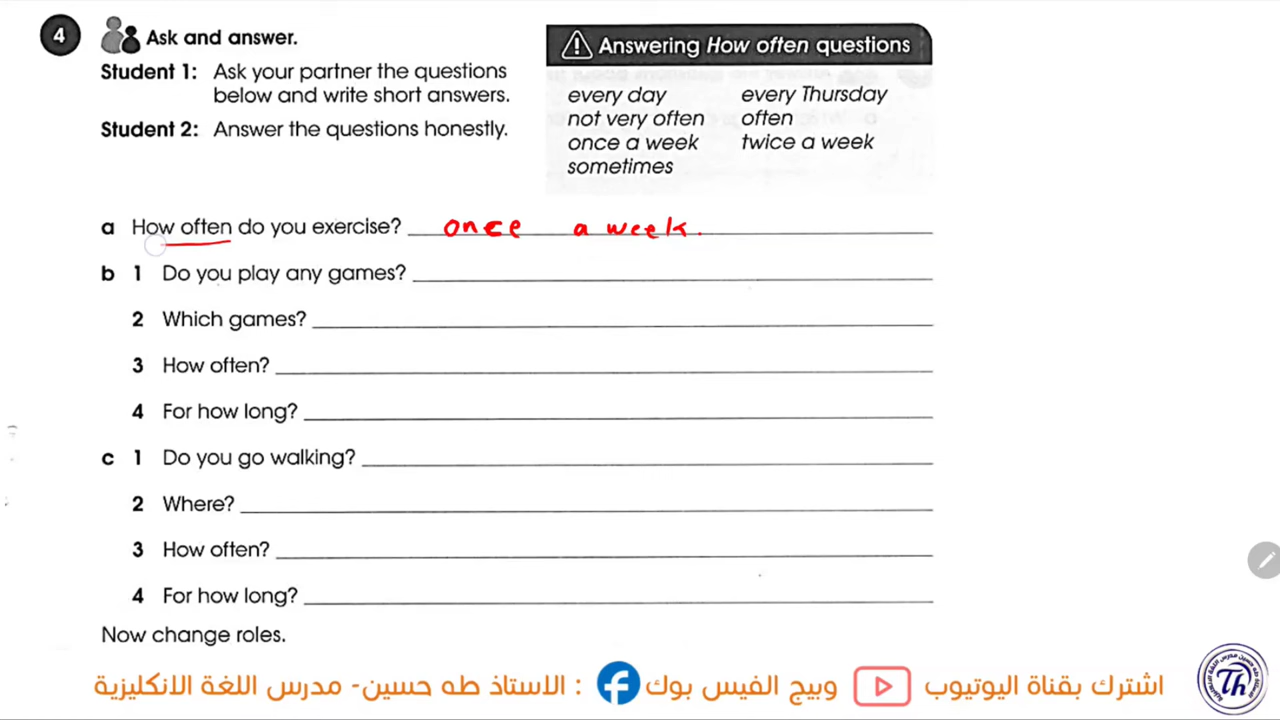 4 Ask and answer.
Student 1: Ask your partner the questions
below and write short answers.
Student 2: Answer the questions honestly.
Answering How often questions
every day every Thursday
not very often often
once a week twice a week
sometimes
a How often do you exercise? once a week.
b 1 Do you play any games?
2 Which games?
3 How often?
4 For how long?
c 1 Do you go walking?
2 Where?
3 How often?
4 For how long?
Now change roles.
اشترك بقناة اليوتيوب وبيج الفيس بوك : الاستاذ طه حسين- مدرس اللغة الانكليزية
Th